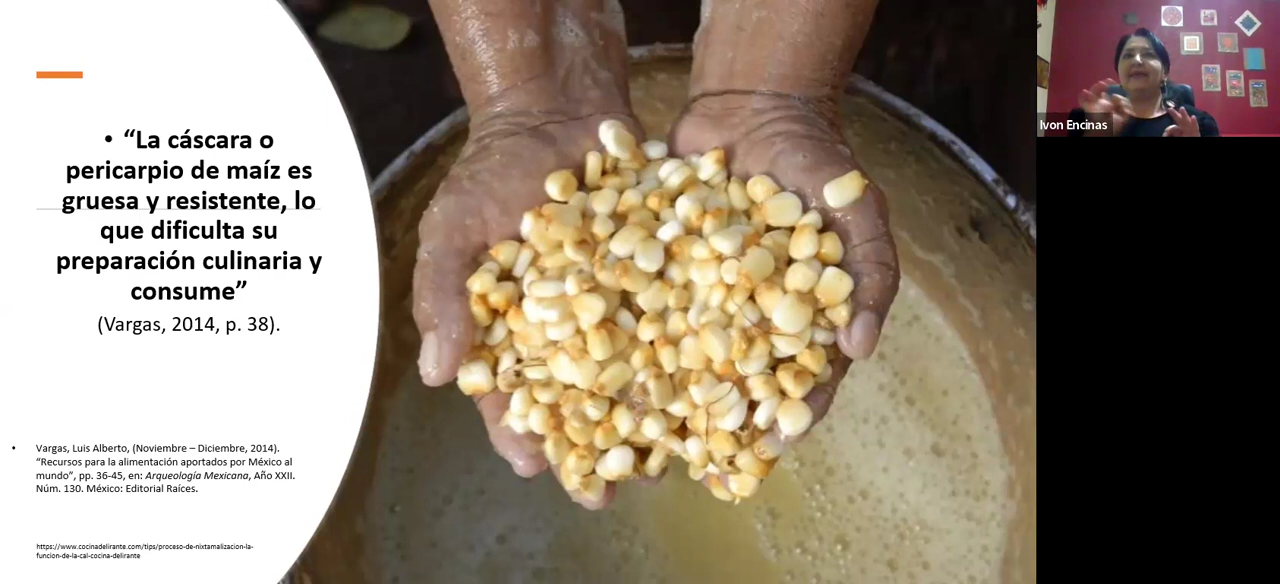 • “La cáscara o
pericarpio de maíz es
gruesa y resistente, lo
que dificulta su
preparación culinaria y
consume”
(Vargas, 2014, p. 38).
• Vargas, Luis Alberto, (Noviembre – Diciembre, 2014).
“Recursos para la alimentación aportados por México al
mundo”, pp. 36-45, en: Arqueología Mexicana, Año XXII.
Núm. 130. México: Editorial Raíces.
https://www.cocinadelirante.com/tips/proceso-de-nixtamalizacion-la-
funcion-de-la-cal-cocina-delirante
Ivon Encinas